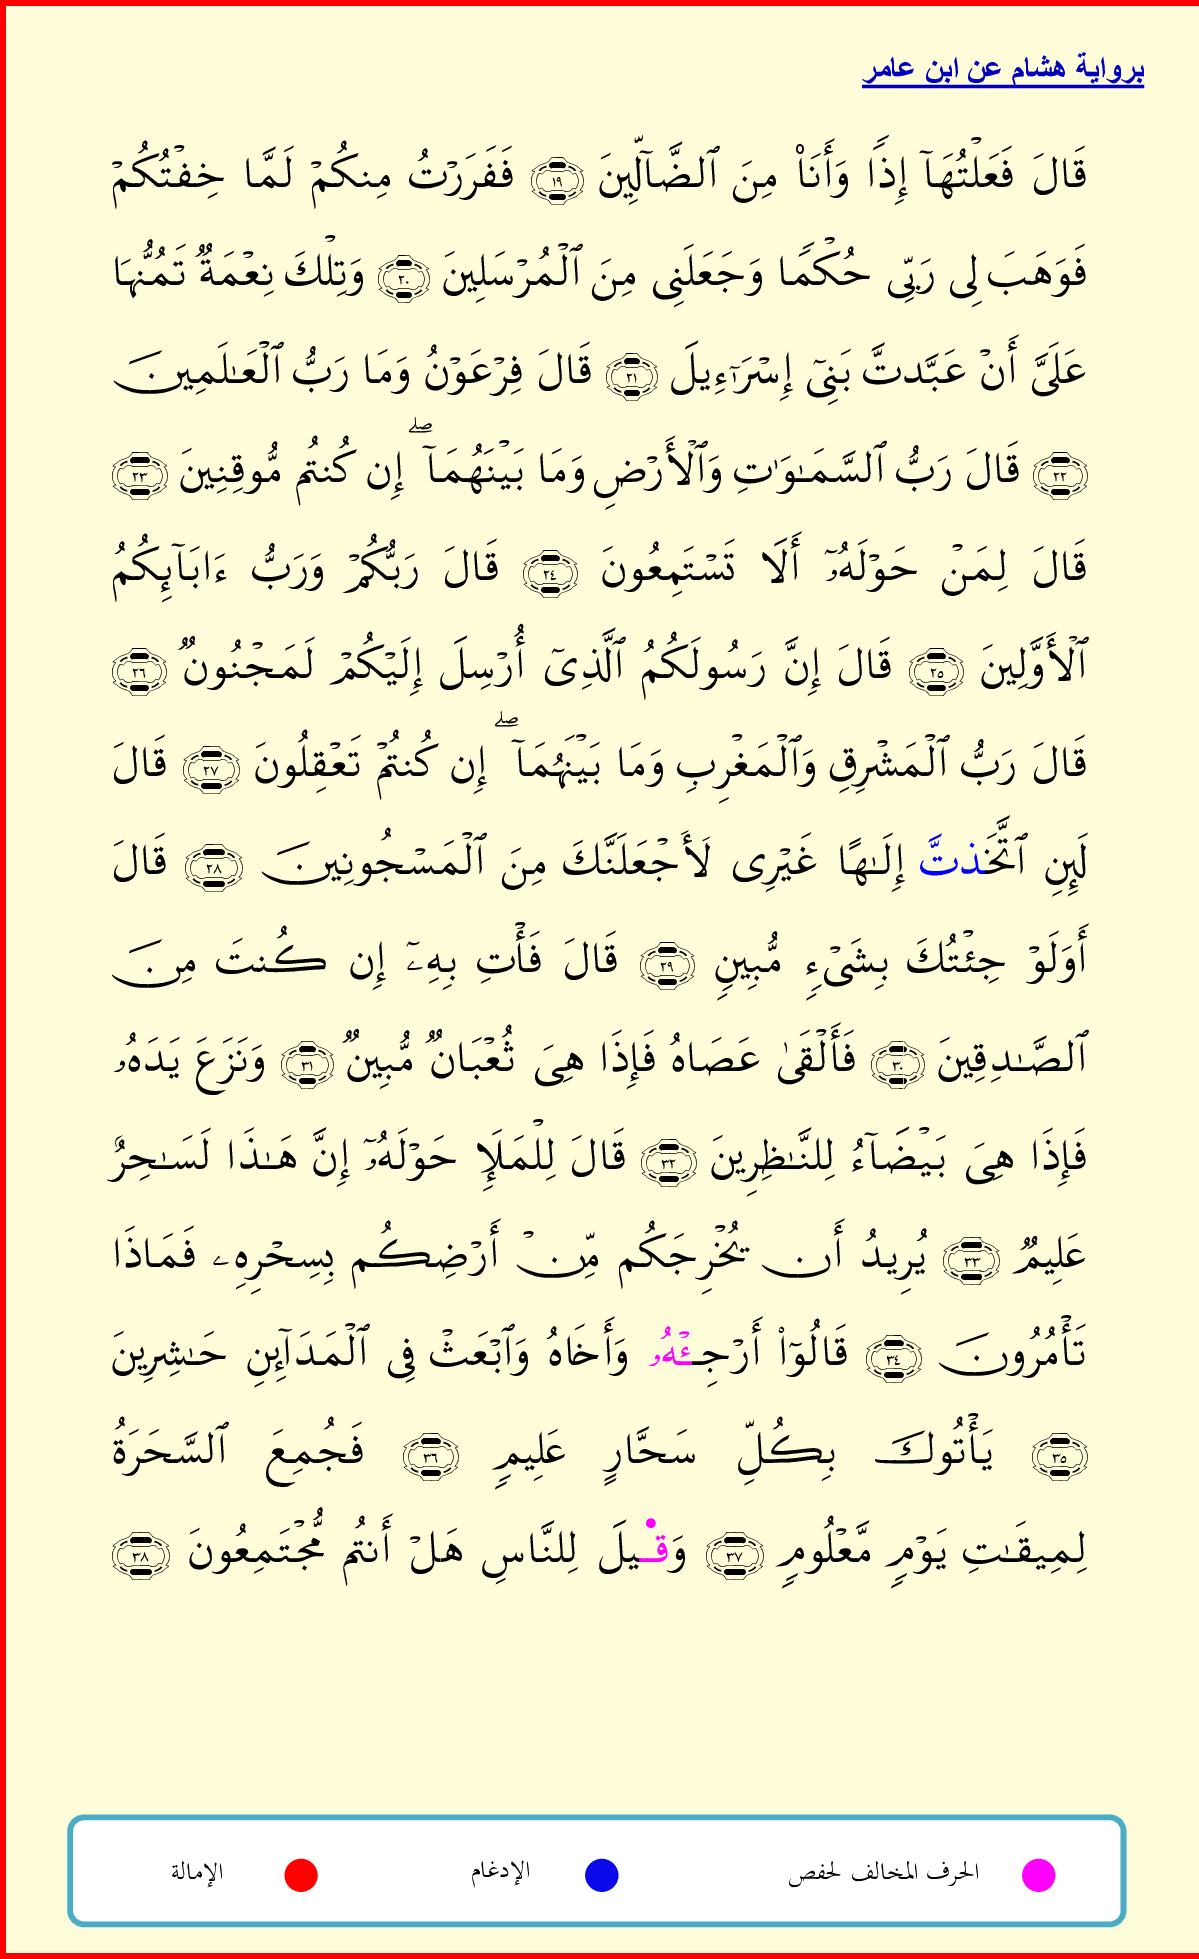 برواية هشام عن ابن عامر
قَالَ فَعَلْتُهَآ إِذًا وَأَنَا۠ مِنَ ٱلضَّآلِّينَ ١٩ فَفَرَرْتُ مِنكُمْ لَمَّا خِفْتُكُمْ
فَوَهَبَ لِى رَبِّى حُكْمًا وَجَعَلَنِى مِنَ ٱلْمُرْسَلِينَ ٢٠ وَتِلْكَ نِعْمَةٌ تَمُنُّهَا
عَلَىَّ أَنْ عَبَّدتَّ بَنِىٓ إِسْرَٰٓءِيلَ ٢١ قَالَ فِرْعَوْنُ وَمَا رَبُّ ٱلْعَـٰلَمِينَ
٢٢ قَالَ رَبُّ ٱلسَّمَـٰوَٰتِ وَٱلْأَرْضِ وَمَا بَيْنَهُمَآ ۖ إِن كُنتُم مُّوقِنِينَ ٢٣
قَالَ لِمَنْ حَوْلَهُۥٓ أَلَا تَسْتَمِعُونَ ٢٤ قَالَ رَبُّكُمْ وَرَبُّ ءَابَآئِكُمُ
ٱلْأَوَّلِينَ ٢٥ قَالَ إِنَّ رَسُولَكُمُ ٱلَّذِىٓ أُرْسِلَ إِلَيْكُمْ لَمَجْنُونٌ ٢٦
قَالَ رَبُّ ٱلْمَشْرِقِ وَٱلْمَغْرِبِ وَمَا بَيْنَهُمَآ ۖ إِن كُنتُمْ تَعْقِلُونَ ٢٧ قَالَ
لَئِنِ ٱتَّخَذتَّ إِلَـٰهًا غَيْرِى لَأَجْعَلَنَّكَ مِنَ ٱلْمَسْجُونِينَ ٢٨ قَالَ
أَوَلَوْ جِئْتُكَ بِشَىْءٍ مُّبِينٍ ٢٩ قَالَ فَأْتِ بِهِۦٓ إِن كُنتَ مِنَ
ٱلصَّـٰدِقِينَ ٣٠ فَأَلْقَىٰ عَصَاهُ فَإِذَا هِىَ ثُعْبَانٌ مُّبِينٌ ٣١ وَنَزَعَ يَدَهُۥ
فَإِذَا هِىَ بَيْضَآءُ لِلنَّـٰظِرِينَ ٣٢ قَالَ لِلْمَلَإِ حَوْلَهُۥٓ إِنَّ هَـٰذَا لَسَـٰحِرٌ
عَلِيمٌ ٣٣ يُرِيدُ أَن يُخْرِجَكُم مِّنْ أَرْضِكُم بِسِحْرِهِۦ فَمَاذَا
تَأْمُرُونَ ٣٤ قَالُوٓا۟ أَرْجِـْٔهُۥ وَأَخَاهُ وَٱبْعَثْ فِى ٱلْمَدَآئِنِ حَـٰشِرِينَ
٣٥ يَأْتُوكَ بِكُلِّ سَحَّارٍ عَلِيمٍ ٣٦ فَجُمِعَ ٱلسَّحَرَةُ
لِمِيقَـٰتِ يَوْمٍ مَّعْلُومٍ ٣٧ وَق۬يلَ لِلنَّاسِ هَلْ أَنتُم مُّجْتَمِعُونَ ٣٨
الحرف المخالف لحفص الإدغام الإمالة